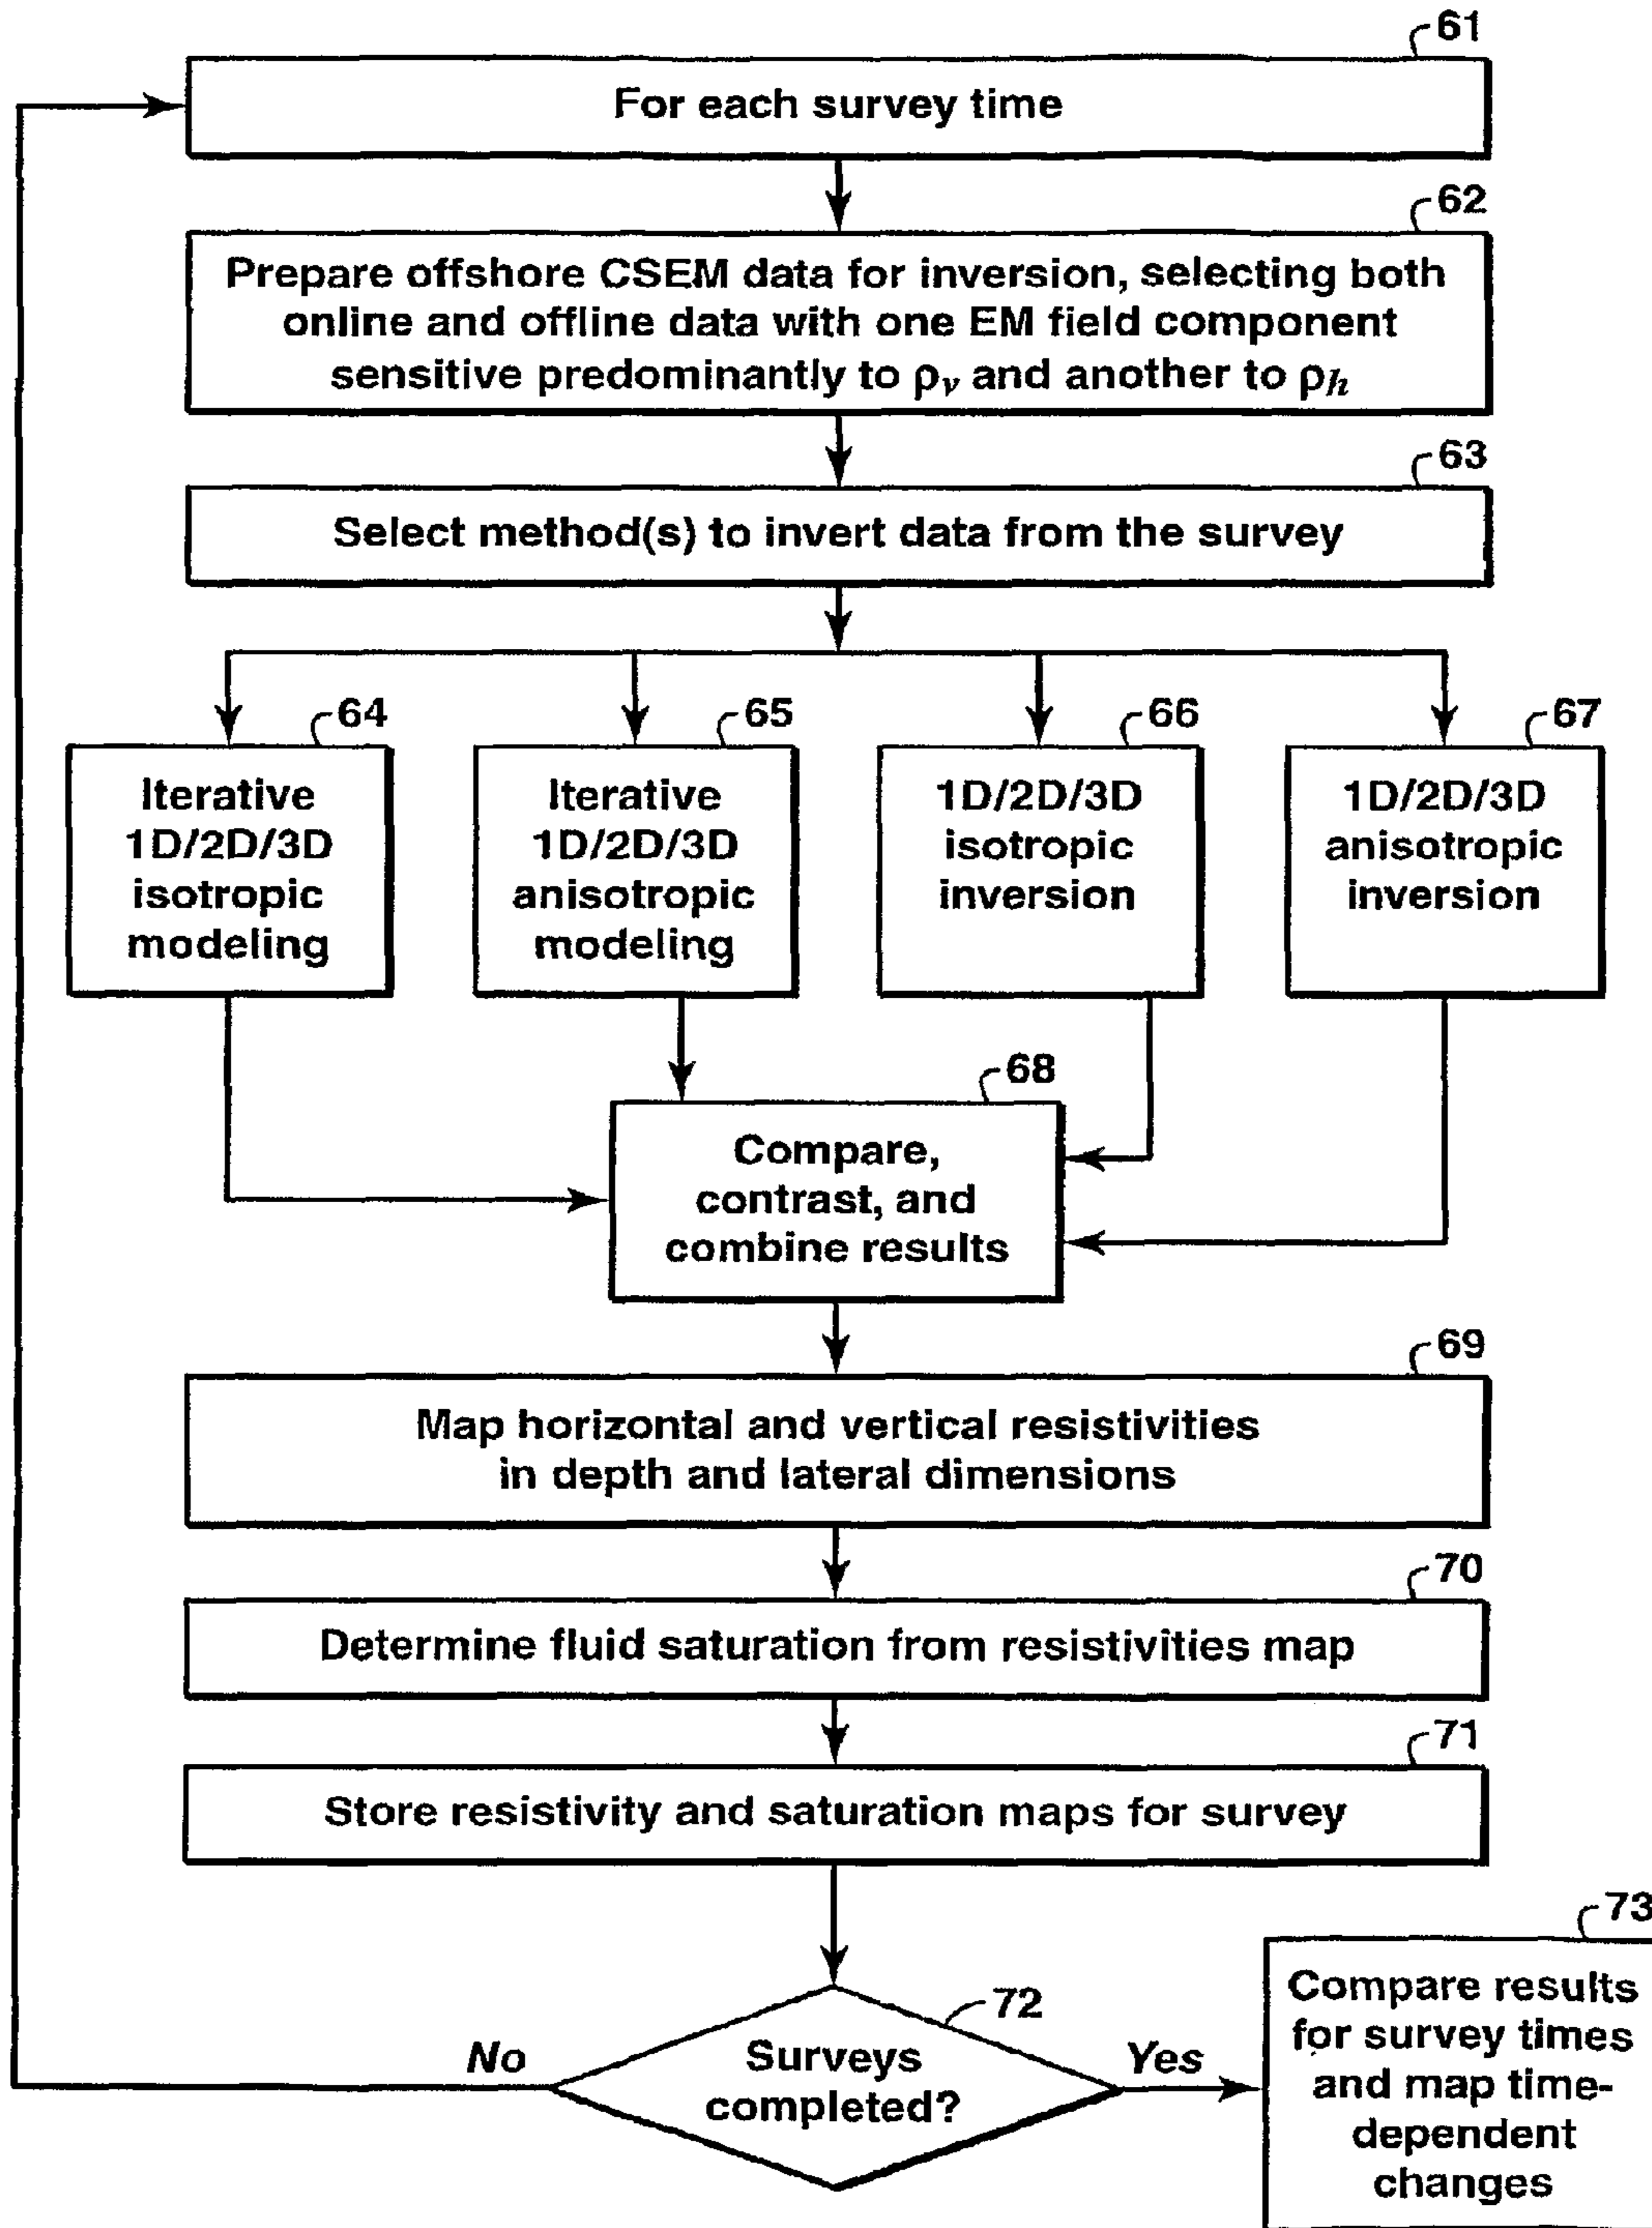 61
For each survey time
62
Prepare offshore CSEM data for inversion, selecting both
online and offline data with one EM field component
sensitive predominantly to ρv and another to ρh
63
Select method(s) to invert data from the survey
64
Iterative
1D/2D/3D
isotropic
modeling
65
Iterative
1D/2D/3D
anisotropic
modeling
66
1D/2D/3D
isotropic
inversion
67
1D/2D/3D
anisotropic
inversion
68
Compare,
contrast, and
combine results
69
Map horizontal and vertical resistivities
in depth and lateral dimensions
70
Determine fluid saturation from resistivities map
71
Store resistivity and saturation maps for survey
72
Surveys
completed?
No
Yes
73
Compare results
for survey times
and map time-
dependent
changes